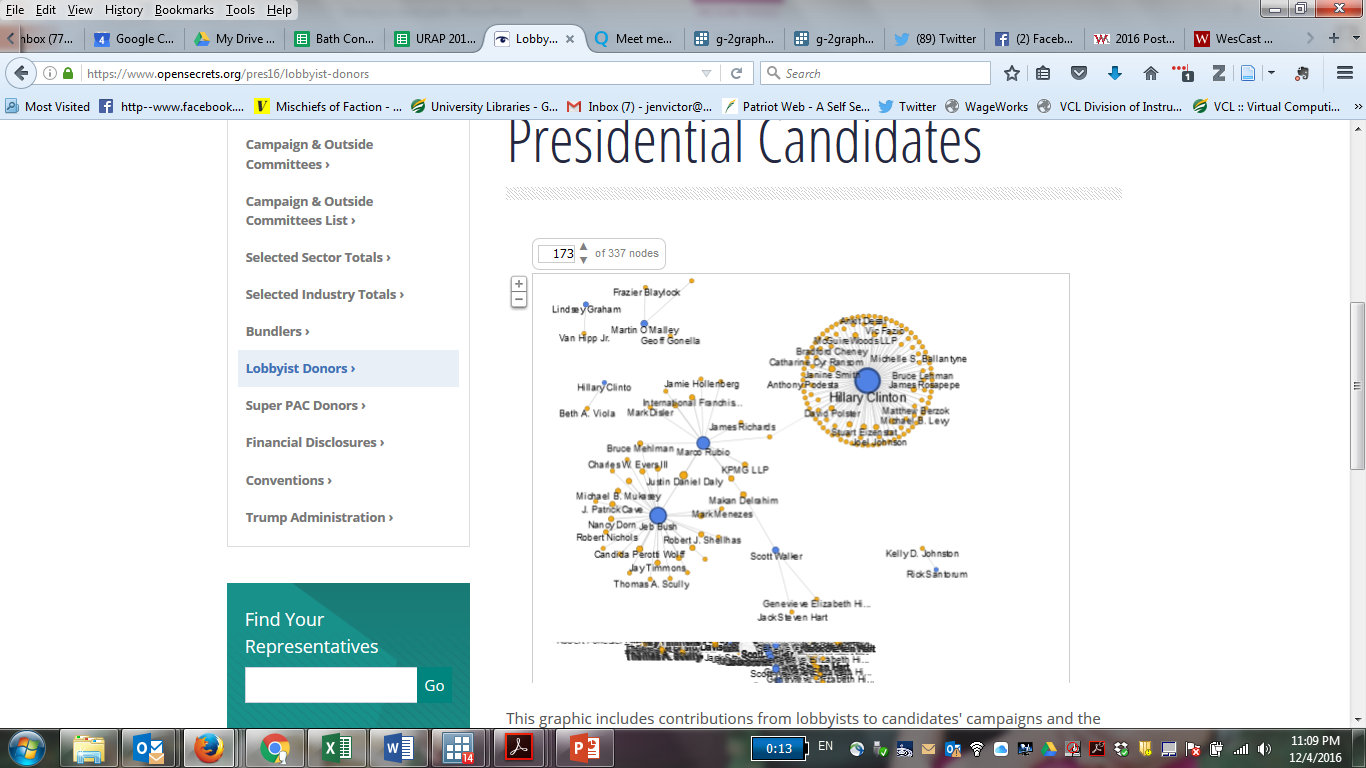 File Edit View History Bookmarks Tools Help
nbox (77...
Google C...
My Drive ...
Bath Con...
URAP 201...
Lobby...
Meet me...
g-2graph...
g-2graph...
(89) Twitter
(2) Faceb...
2016 Post...
WesCast ...
https://www.opensecrets.org/pres16/lobbyist-donors
Search
1
Most Visited
http--www.facebook....
Mischiefs of Faction - ...
University Libraries - G...
Inbox (7) - jenvictor@...
Patriot Web - A Self Se...
Twitter
WageWorks
VCL Division of Instru...
VCL :: Virtual Computi...
Campaign & Outside
Committees ›
Campaign & Outside
Committees List ›
Selected Sector Totals ›
Selected Industry Totals ›
Bundlers ›
Lobbyist Donors ›
Super PAC Donors ›
Financial Disclosures ›
Conventions ›
Trump Administration ›
Find Your
Representatives
Go
Presidential Candidates
173 of 337 nodes
Frazier Blaylock
Lindsey Graham
Martin O'Malley
Van Hipp Jr.
Geoff Gonella
Ankit Desai
Vic Fazio
McGuireWoods LLP
Bradford Cheney
Michelle S. Ballantyne
Catharine Cyr Ransom
Janine Smith
Bruce Lehman
Anthony Podesta
James Rosapepe
Hillary Clinton
David Polster
Matthew Berzok
Michael B. Levy
Stuart Eizenstat
Joel Johnson
Hillary Clinto
Jamie Hollenberg
International Franchis...
Beth A. Viola
Mark Disler
James Richards
Bruce Mehlman
Marco Rubio
Charles W. Evers III
KPMG LLP
Justin Daniel Daly
Michael B. Mukasey
Makan Delrahim
J. Patrick Cave
Mark Menezes
Nancy Dorn
Jeb Bush
Robert Nichols
Robert J. Shellhas
Candida Perotti Wolff
Scott Walker
Kelly D. Johnston
Jay Timmons
Rick Santorum
Thomas A. Scully
Genevieve Elizabeth Hi...
Jack Steven Hart
Thomas A. Scully
This graphic includes contributions from lobbyists to candidates' campaigns and the
14
0:13
EN
11:09 PM
12/4/2016